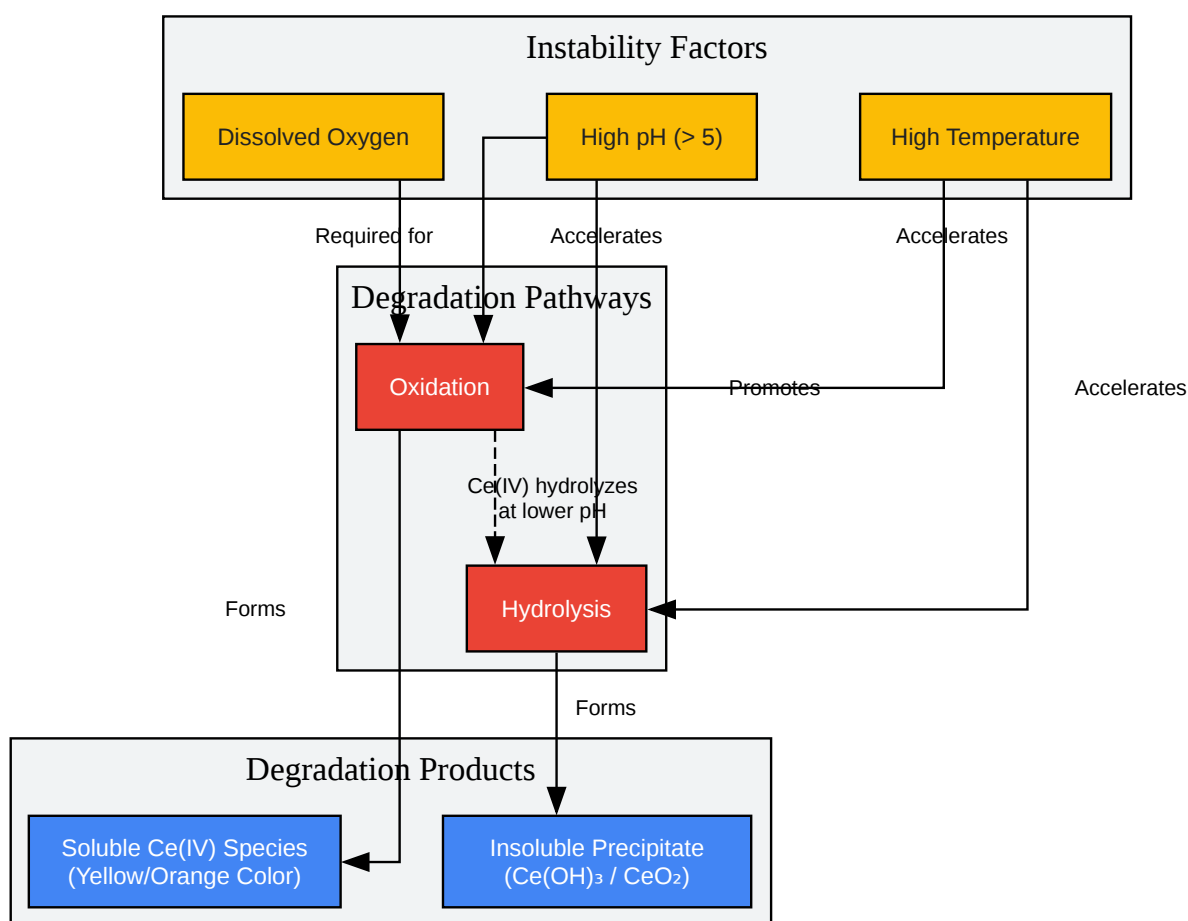 Instability Factors
Dissolved Oxygen
High pH (> 5)
High Temperature
Required for
Accelerates
Accelerates
Degradation Pathways
Oxidation
Promotes
Accelerates
Ce(IV) hydrolyzes
at lower pH
Hydrolysis
Forms
Forms
Degradation Products
Soluble Ce(IV) Species
(Yellow/Orange Color)
Insoluble Precipitate
(Ce(OH)₃ / CeO₂)